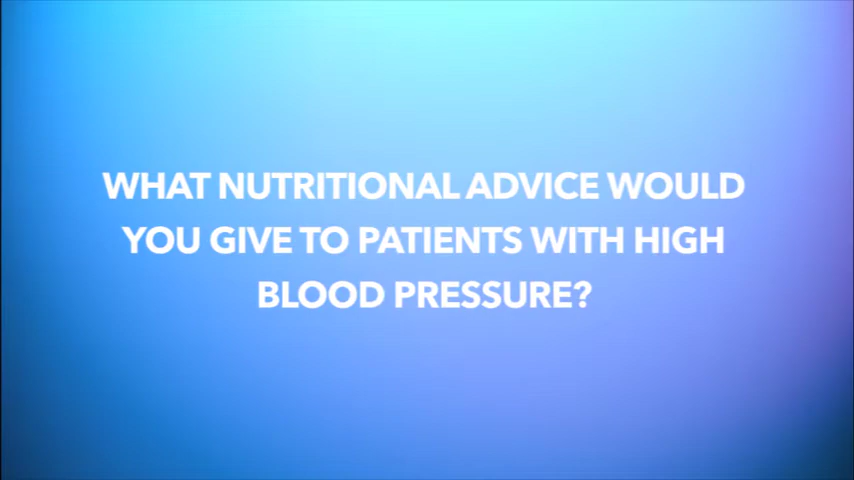 WHAT NUTRITIONAL ADVICE WOULD
YOU GIVE TO PATIENTS WITH HIGH
BLOOD PRESSURE?